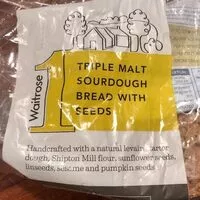 Waitrose
1
TRIPLE MALT
SOURDOUGH
BREAD WITH
SEEDS
Handcrafted with a natural levain starter
dough, Shipton Mill flour, sunflower seeds,
linseeds, sesame and pumpkin seeds